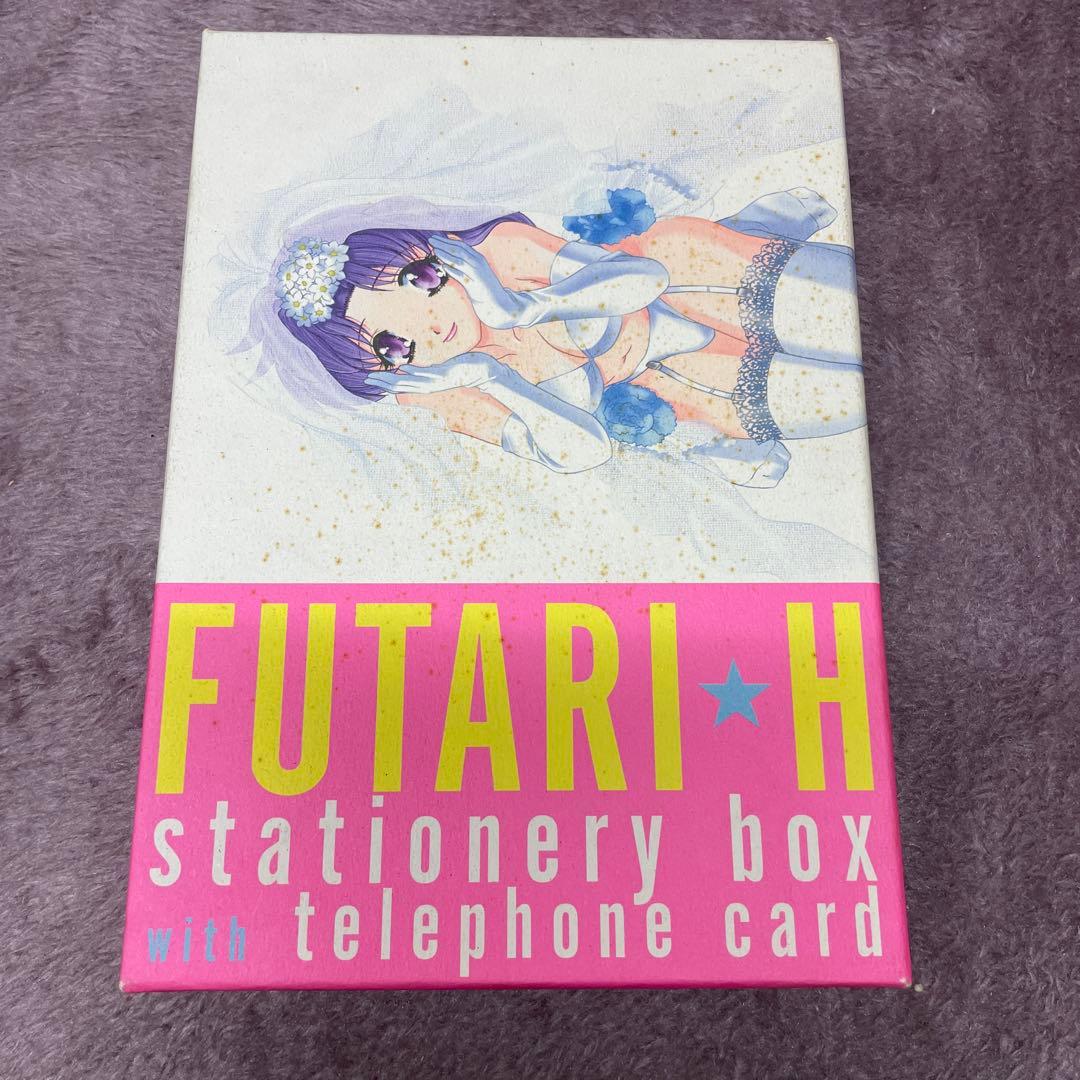 FUTARI★H
stationery box
with telephone card